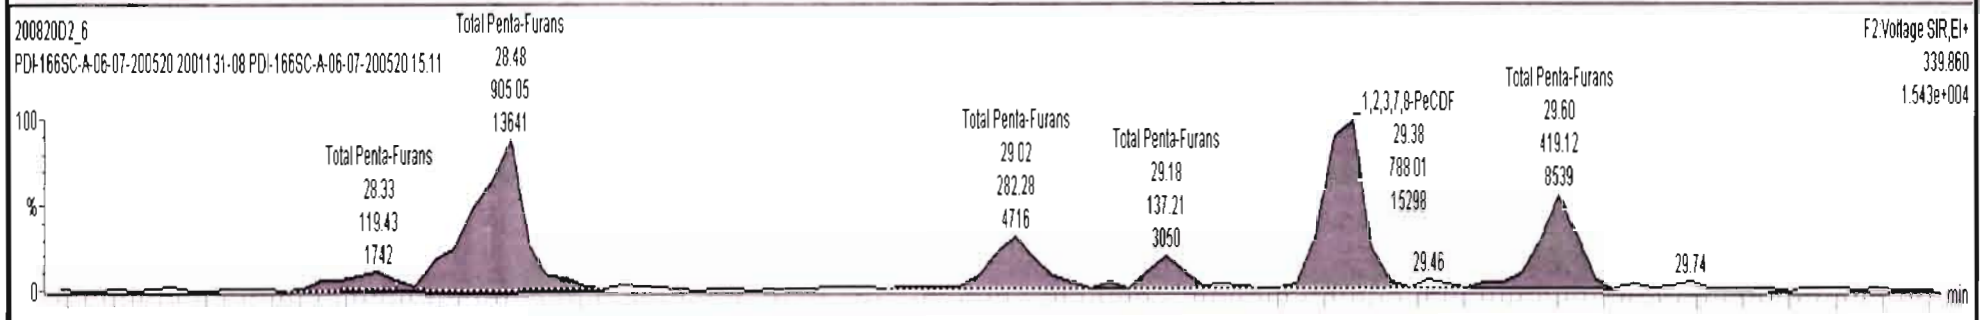 200820D2_6
PDI-166SC-A-06-07-200520 2001131-08 PDI-166SC-A-06-07-200520 15.11
F2:Voltage SIR,EI+
339.860
1.543e+004
100
%
0
Total Penta-Furans
28.33
119.43
1742
Total Penta-Furans
28.48
905.05
13641
Total Penta-Furans
29.02
282.28
4716
Total Penta-Furans
29.18
137.21
3050
_1,2,3,7,8-PeCDF
29.38
788.01
15298
29.46
Total Penta-Furans
29.60
419.12
8539
29.74
min